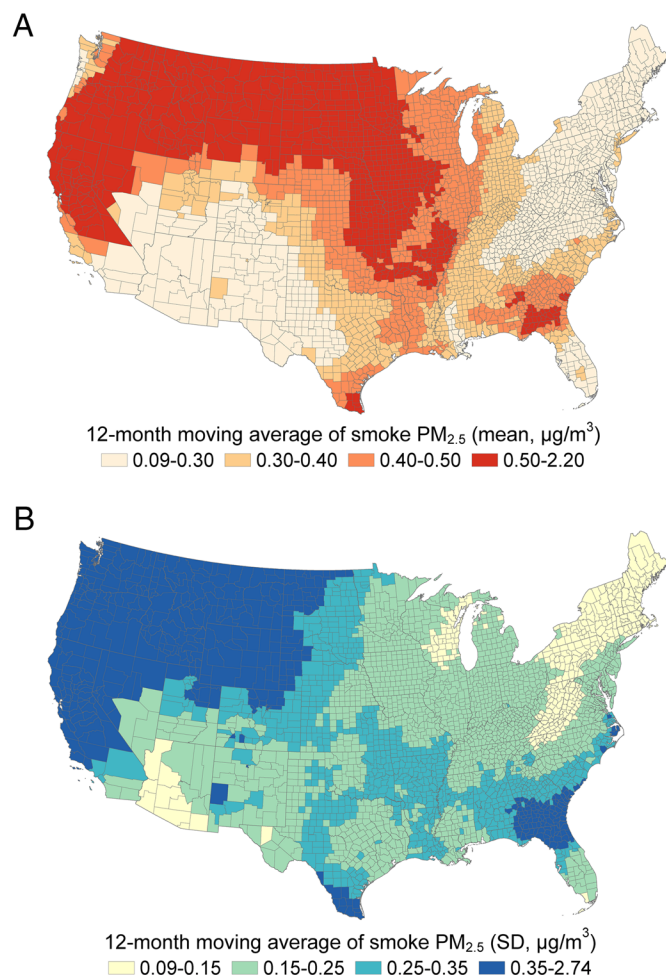 A
12-month moving average of smoke PM₂.₅ (mean, µg/m³)
0.09-0.30 0.30-0.40 0.40-0.50 0.50-2.20
B
12-month moving average of smoke PM₂.₅ (SD, µg/m³)
0.09-0.15 0.15-0.25 0.25-0.35 0.35-2.74